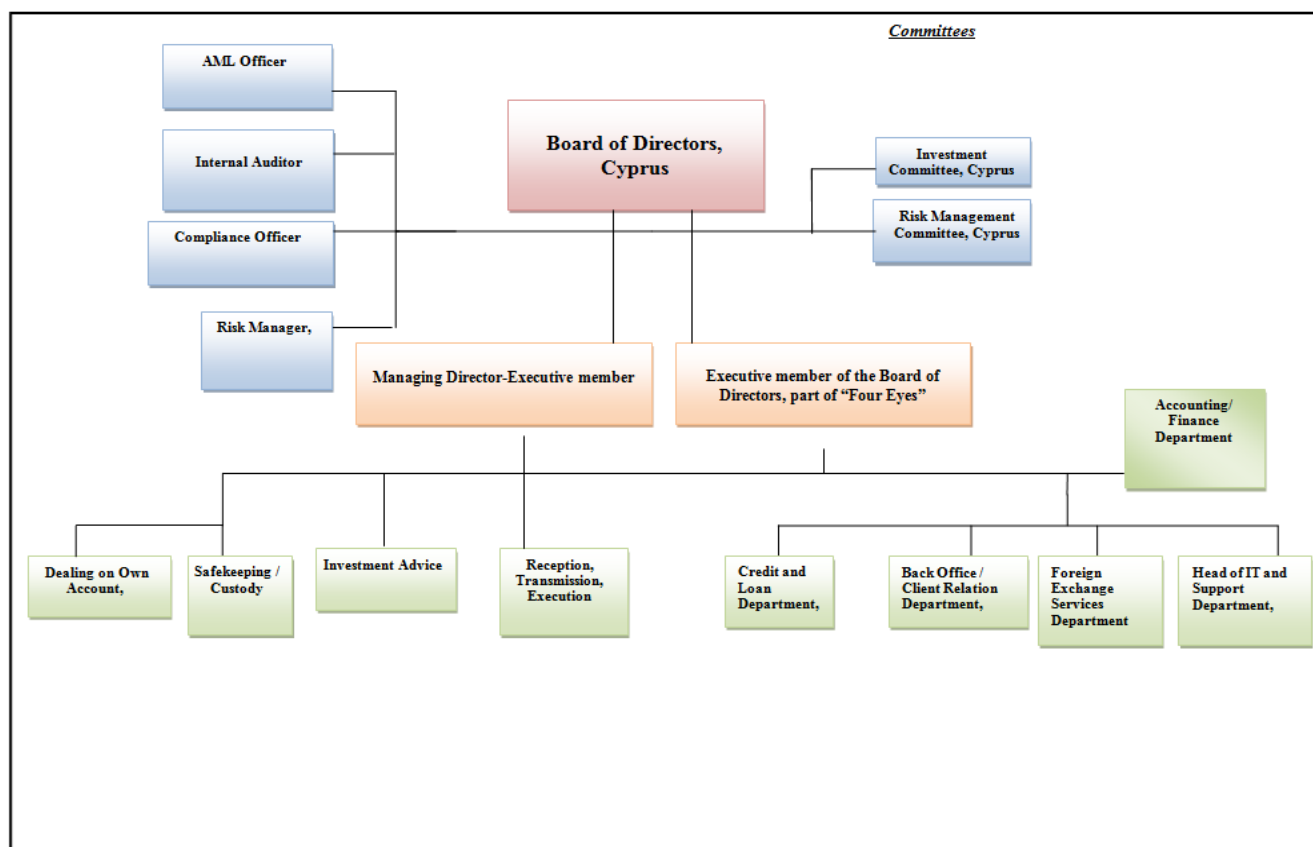 Committees
AML Officer
Board of Directors,
Cyprus
Internal Auditor
Investment
Committee, Cyprus
Compliance Officer
Risk Management
Committee, Cyprus
Risk Manager,
Managing Director-Executive member
Executive member of the Board of
Directors, part of “Four Eyes”
Accounting/
Finance
Department
Dealing on Own
Account,
Safekeeping /
Custody
Investment Advice
Reception,
Transmission,
Execution
Credit and
Loan
Department,
Back Office /
Client Relation
Department,
Foreign
Exchange
Services
Department
Head of IT and
Support
Department,